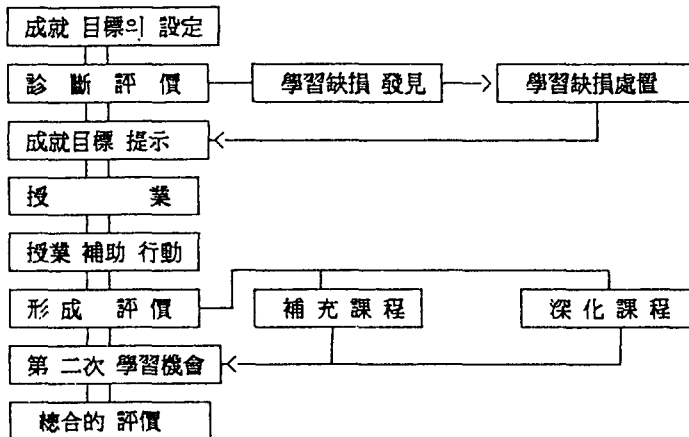 成就 目標의 設定
診 斷 評 價 學習缺損 發見 學習缺損處置
成就目標 提示
授 業
授業 補助 行動
形成 評價 補充課程 深化課程
第 二次 學習機會
總合的 評價